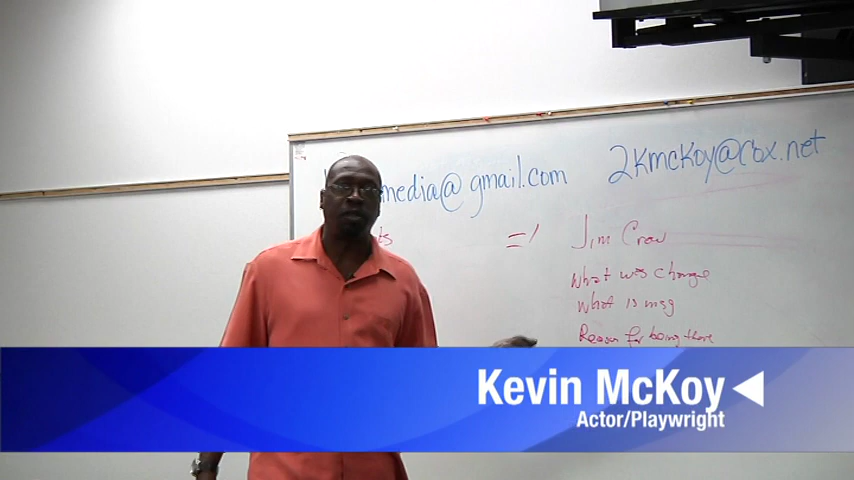 media@gmail.com
2Kmckoy@cox.net
Jim Crow
What was change
What is msg
Reason for being there
Kevin McKoy
Actor/Playwright